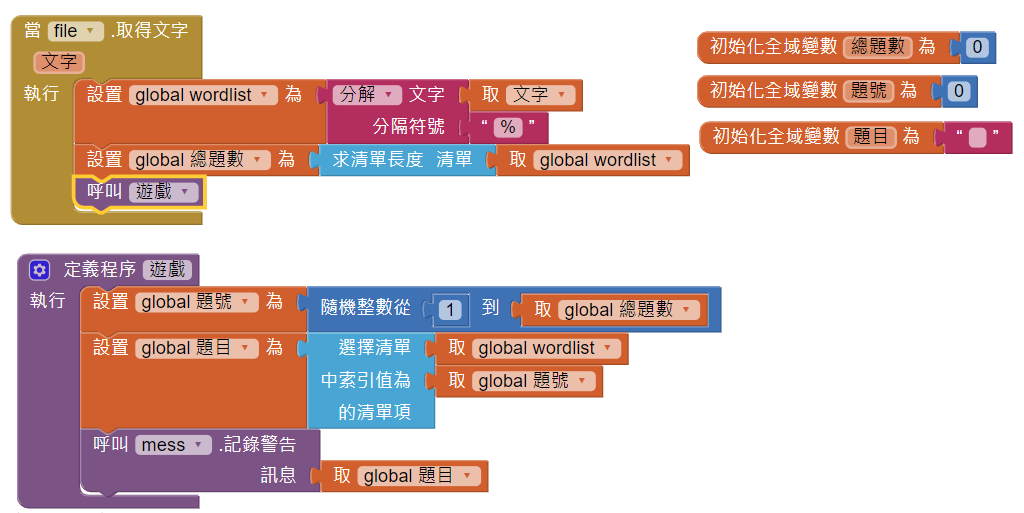 當 file .取得文字
文字
執行 設置 global wordlist 為 分解 文字 取 文字
分隔符號 “ % ”
設置 global 總題數 為 求清單長度 清單 取 global wordlist
呼叫 遊戲
初始化全域變數 總題數 為 0
初始化全域變數 題號 為 0
初始化全域變數 題目 為 “ ”
定義程序 遊戲
執行 設置 global 題號 為 隨機整數從 1 到 取 global 總題數
設置 global 題目 為 選擇清單 取 global wordlist
中索引值為 取 global 題號
的清單項
呼叫 mess .記錄警告
訊息 取 global 題目